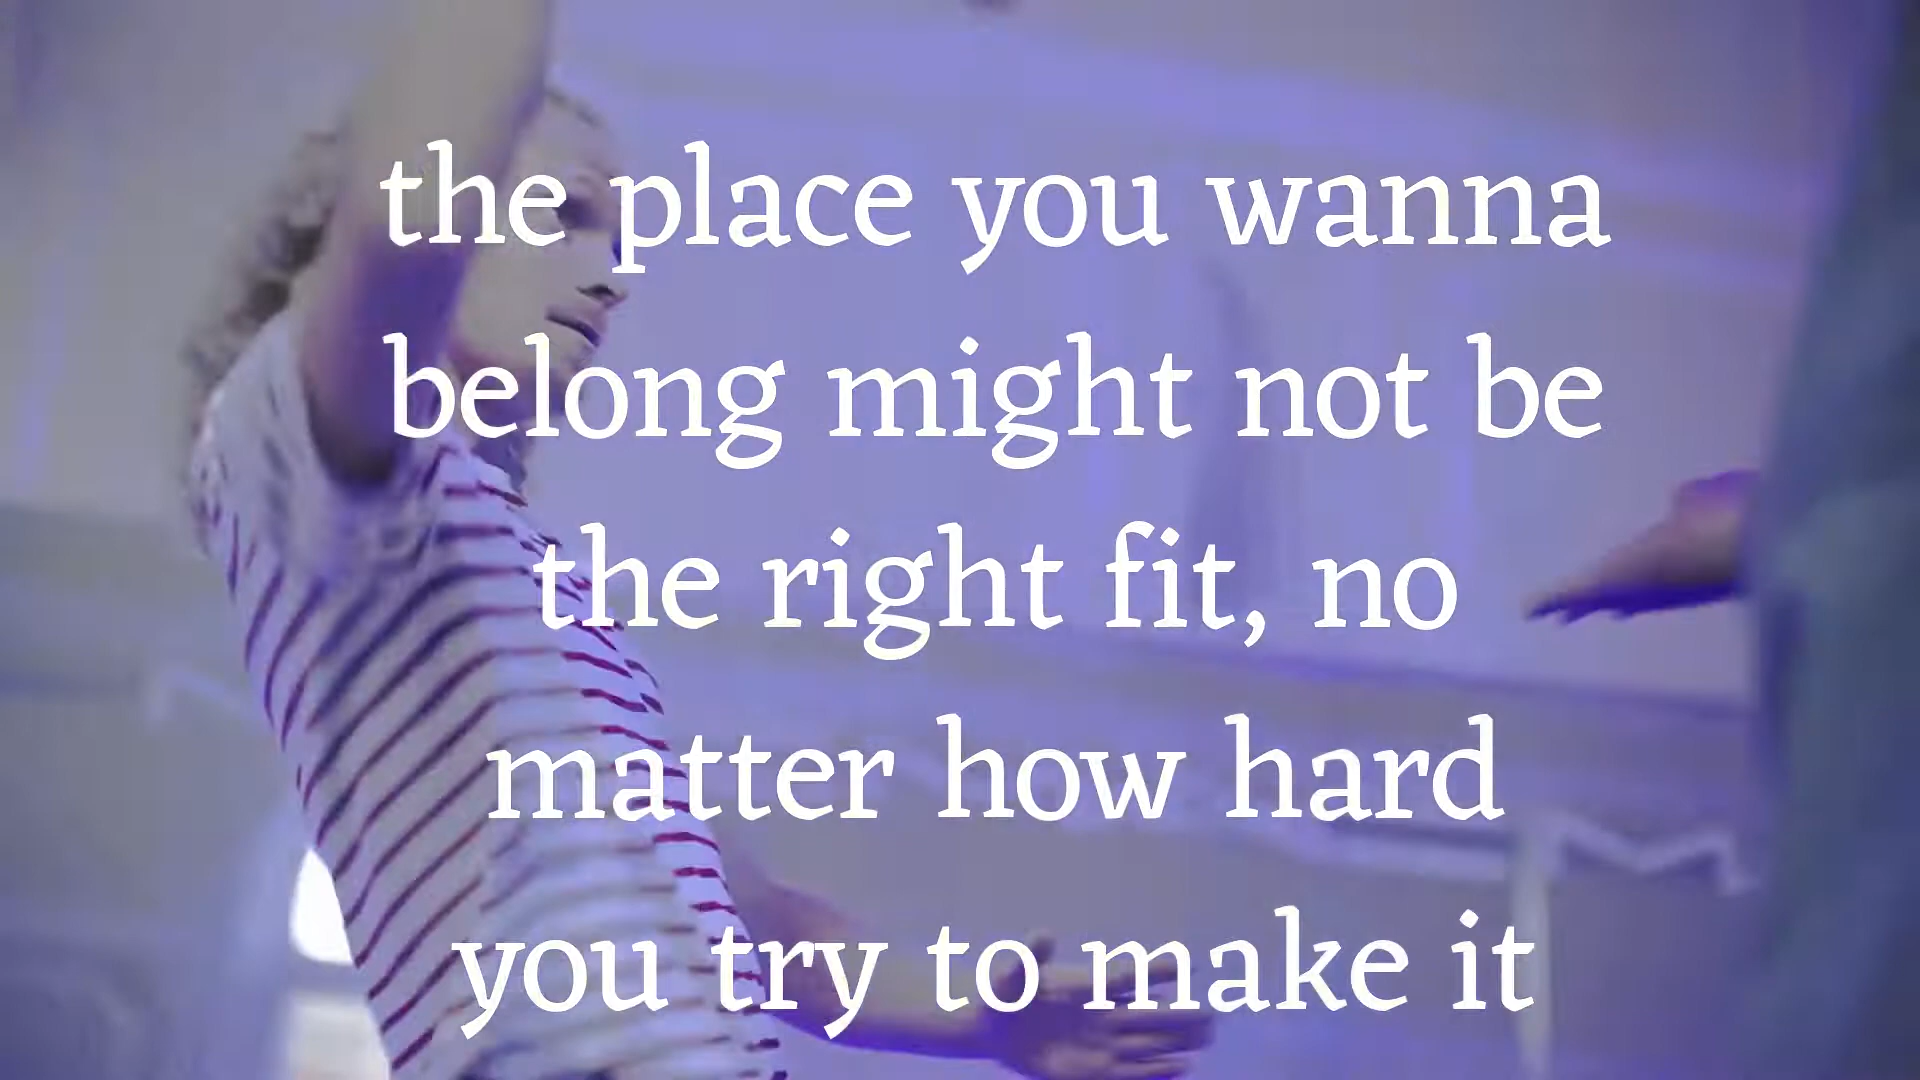 the place you wanna
belong might not be
the right fit, no
matter how hard
you try to make it